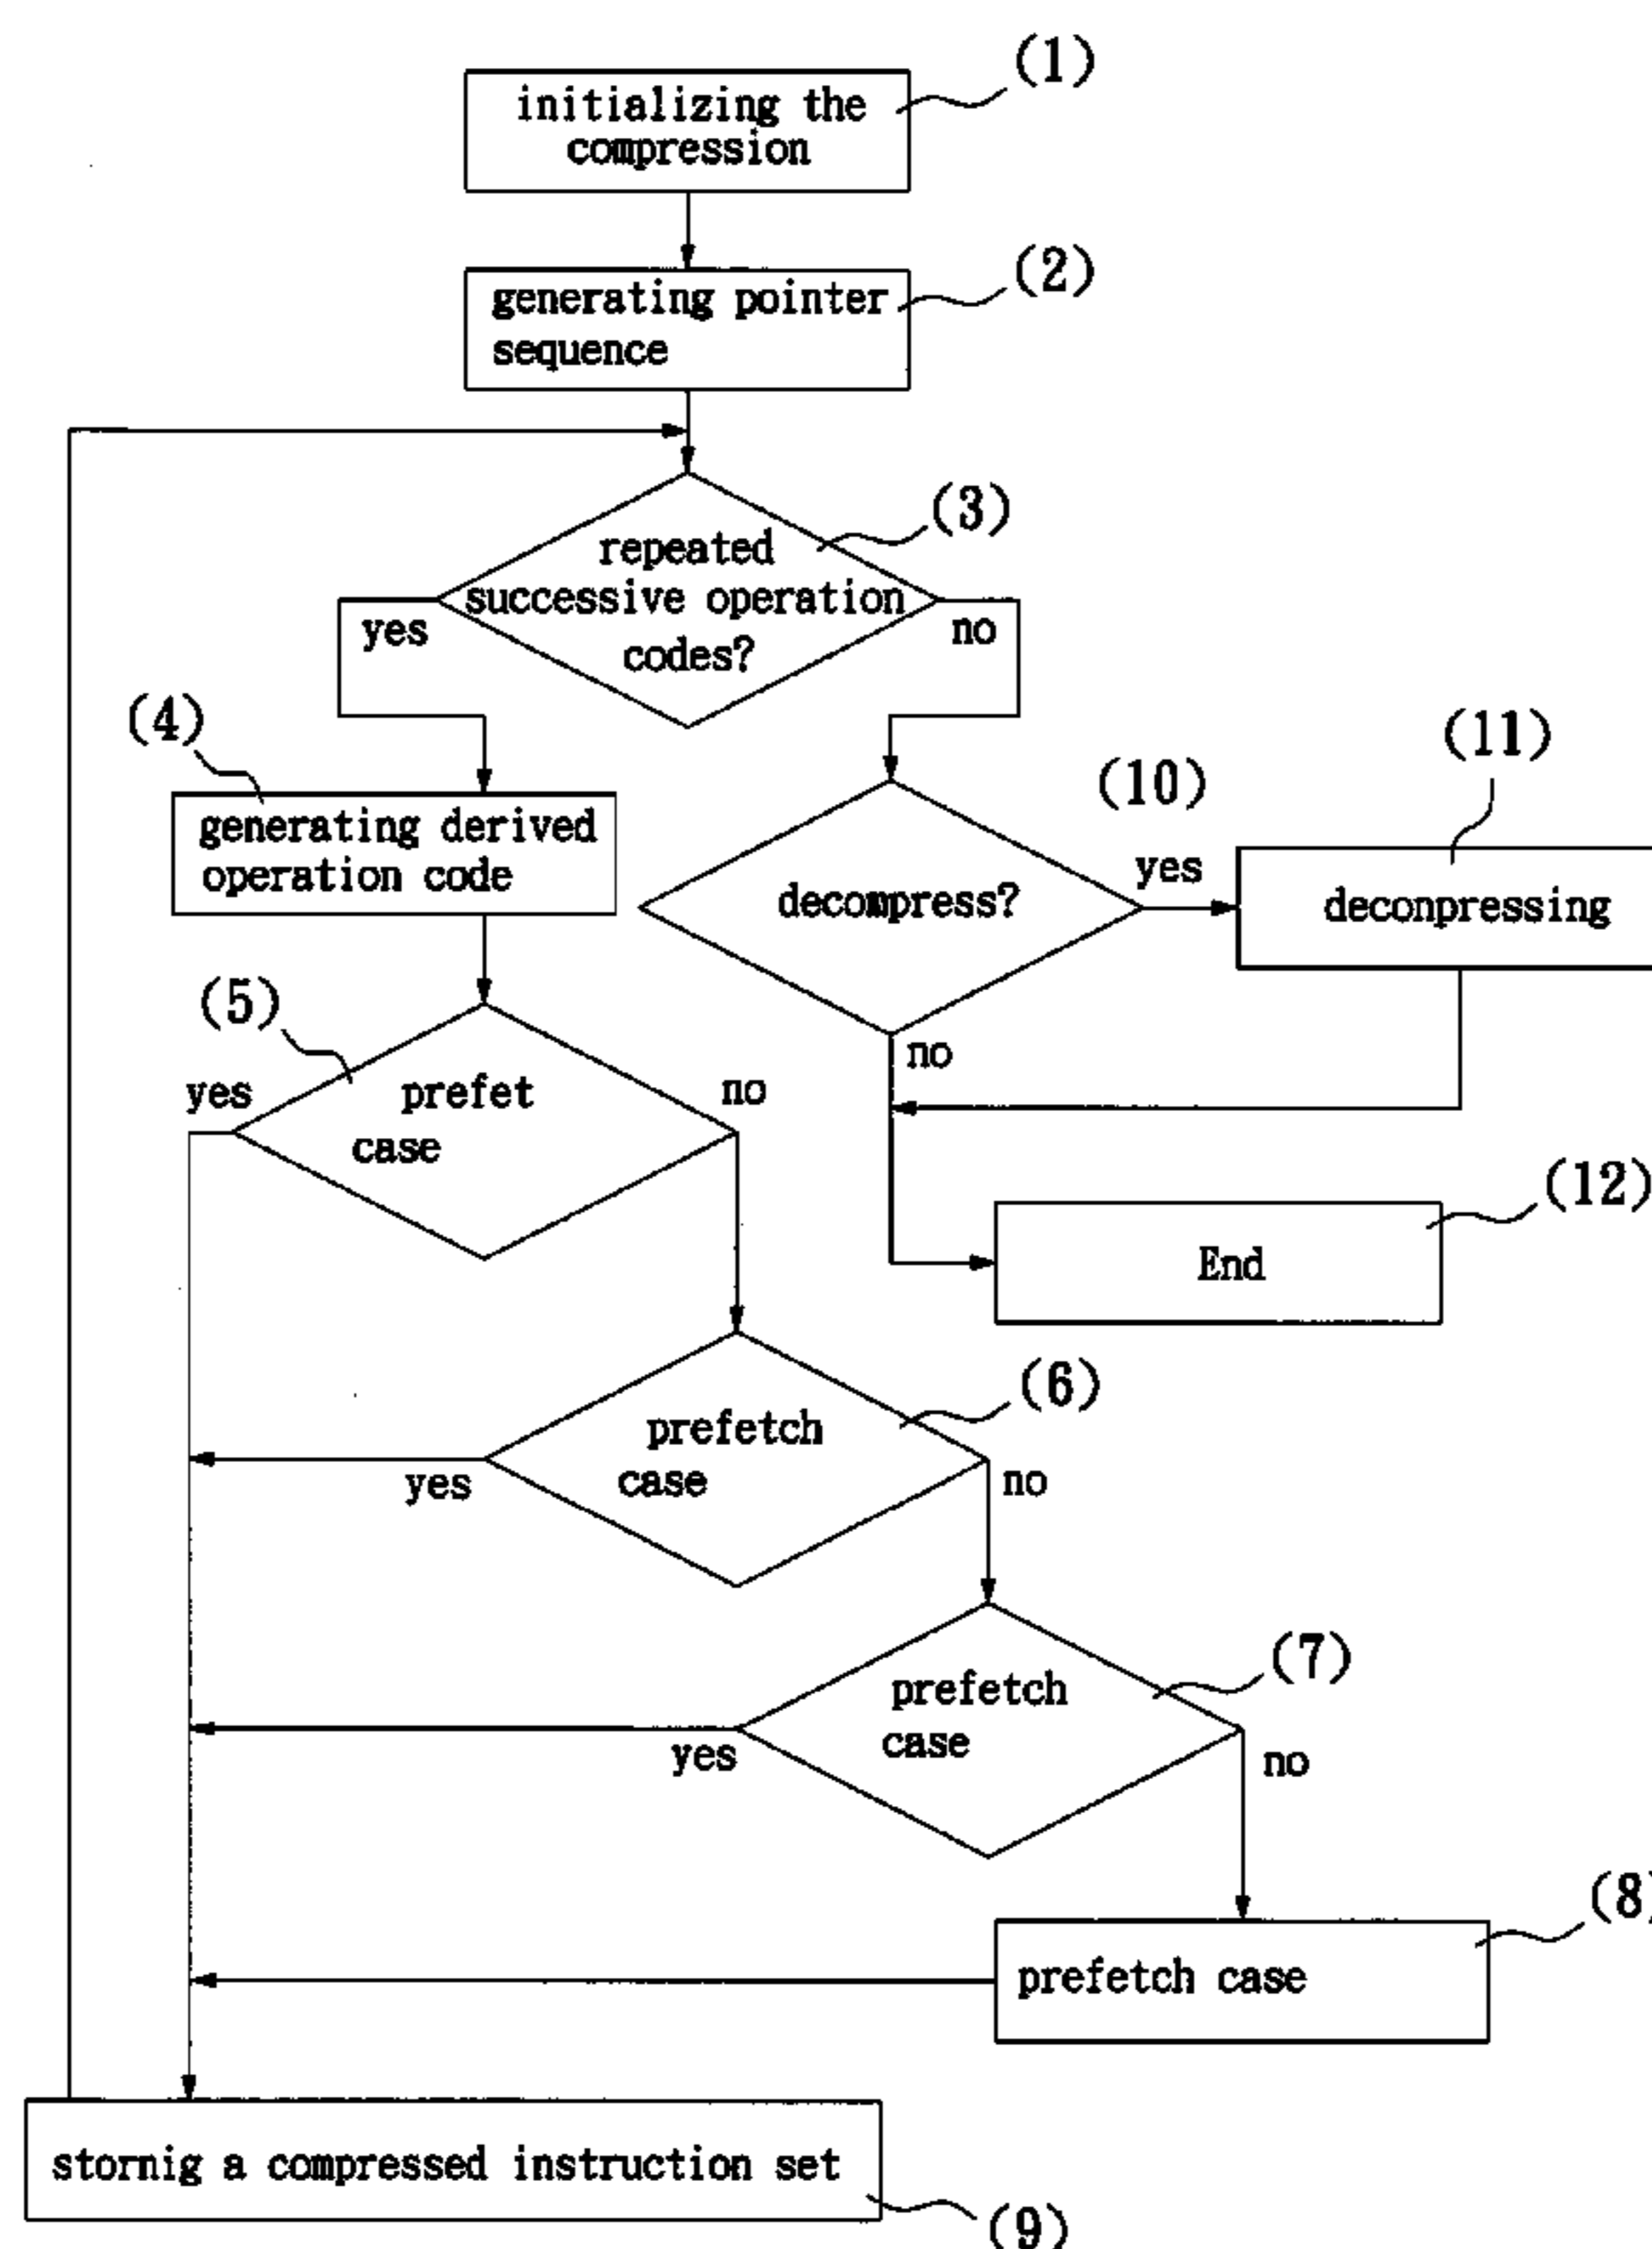 (1)
initializing the
compression
(2)
generating pointer
sequence
(3)
repeated
successive operation
codes?
yes
no
(4)
generating derived
operation code
(10)
decompress?
yes
(11)
deconpressing
no
(5)
yes
prefet
case
no
(12)
End
(6)
prefetch
case
yes
no
(7)
prefetch
case
yes
no
(8)
prefetch case
stornig a compressed instruction set
(9)